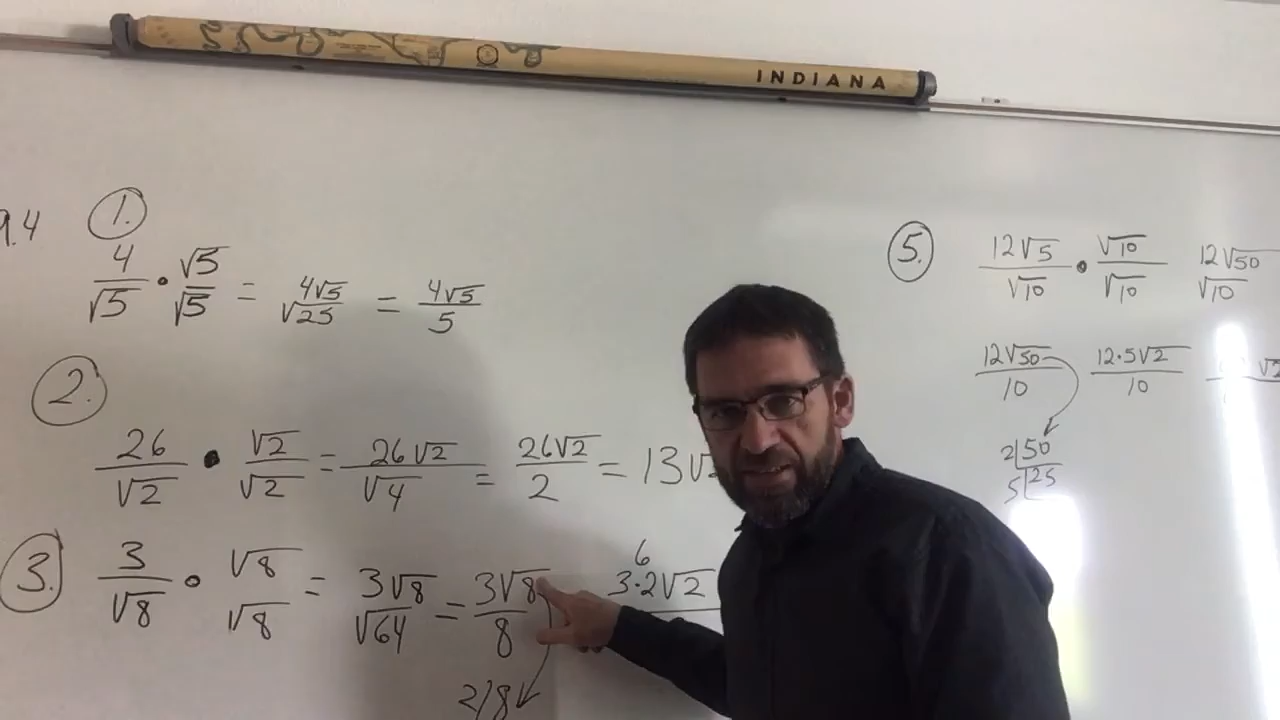 INDIANA
9.4
1.
4/√5 • √5/√5 = 4√5/√25 = 4√5/5
2.
26/√2 • √2/√2 = 26√2/√4 = 26√2/2 = 13√
3.
3/√8 • √8/√8 = 3√8/√64 = 3√8/8
6
3·2√2
2/8
5.
12√5/√10 • √10/√10 12√50/√10
12√50/10 12·5√2/10 √2
2|50
5|25